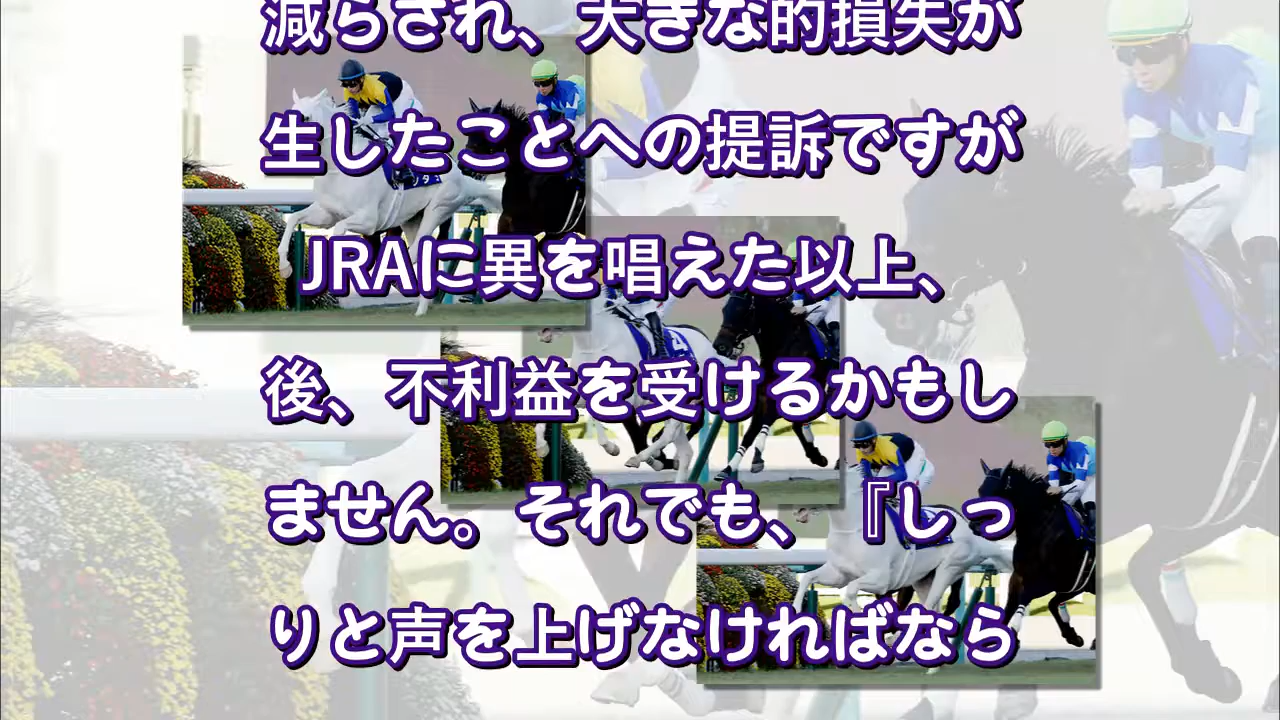 減らされ、大きな的損失が
生したことへの提訴ですが
JRAに異を唱えた以上、
後、不利益を受けるかもし
ません。それでも、『しっ
りと声を上げなければなら